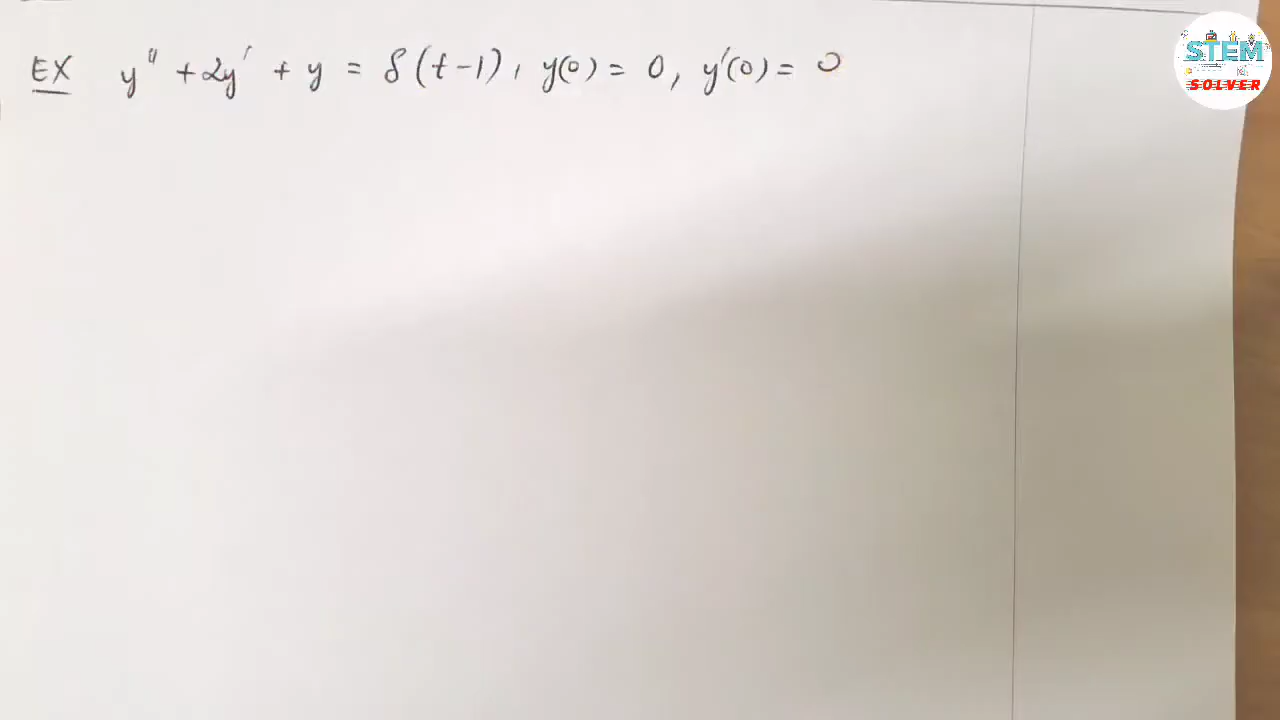 EX y" + 2y' + y = δ(t-1), y(0) = 0, y'(0) = 0
STEM
SOLVER